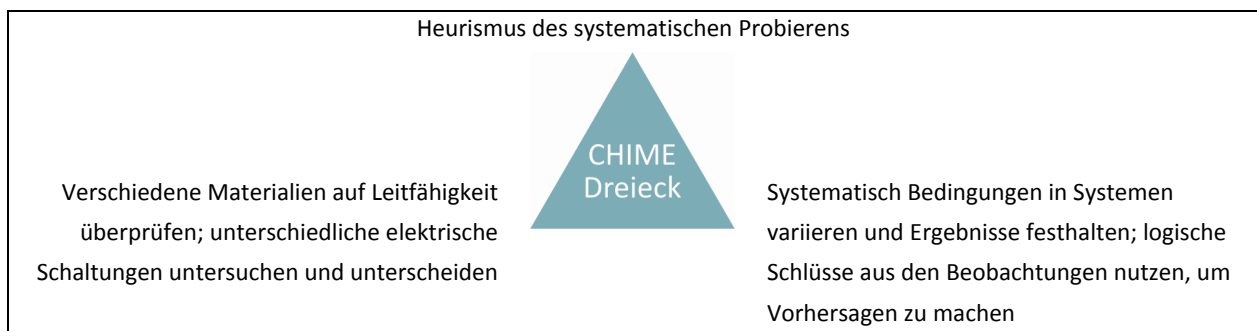 Heurismus des systematischen Probierens
CHIME
Dreieck
Verschiedene Materialien auf Leitfähigkeit
überprüfen; unterschiedliche elektrische
Schaltungen untersuchen und unterscheiden
Systematisch Bedingungen in Systemen
variieren und Ergebnisse festhalten; logische
Schlüsse aus den Beobachtungen nutzen, um
Vorhersagen zu machen